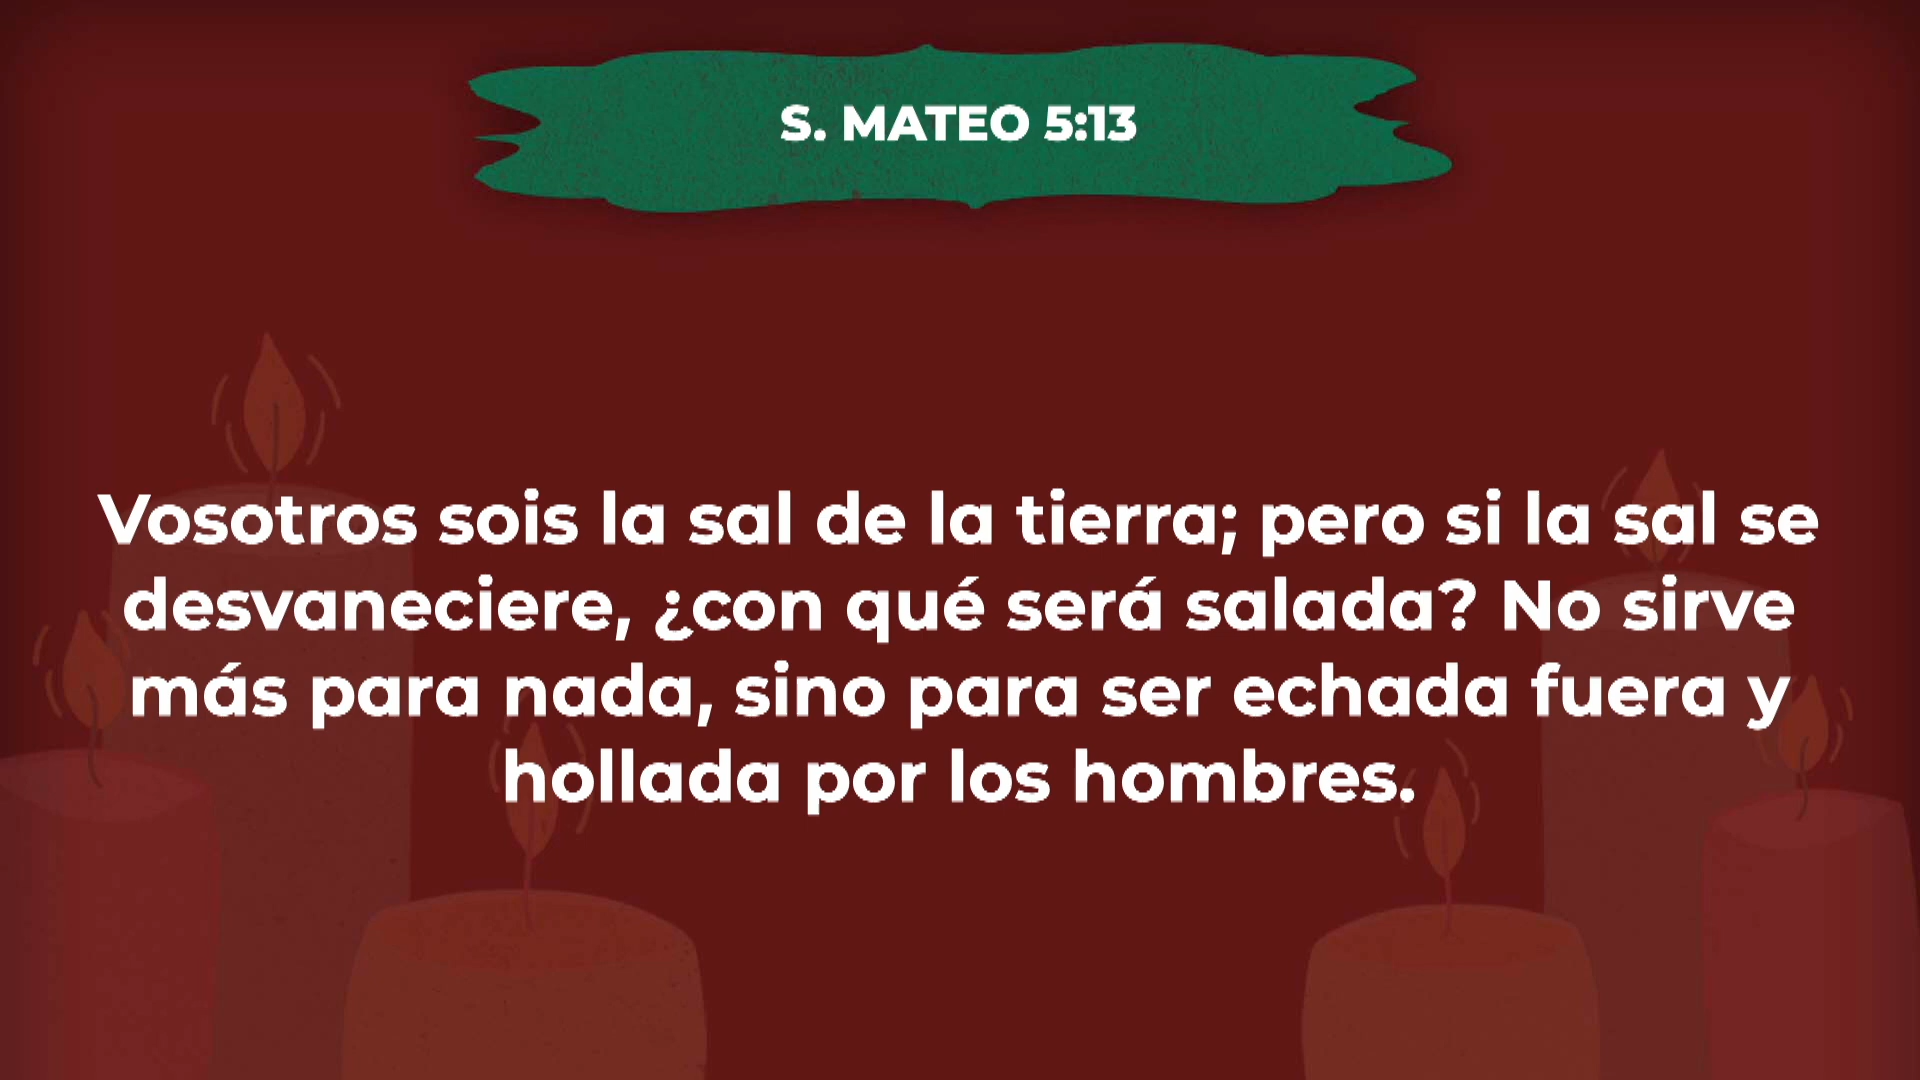 S. MATEO 5:13
Vosotros sois la sal de la tierra; pero si la sal se
desvaneciere, ¿con qué será salada? No sirve
más para nada, sino para ser echada fuera y
hollada por los hombres.